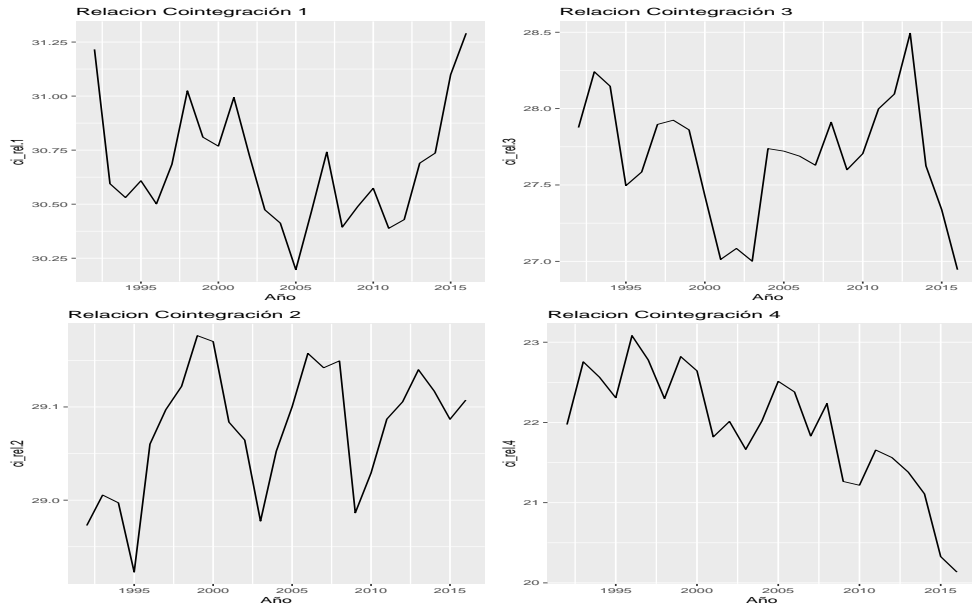 Relacion Cointegración 1
31.25
31.00
30.75
30.50
30.25
ci_rel.1
1995
2000
2005
2010
2015
Año
Relacion Cointegración 3
28.5
28.0
27.5
27.0
ci_rel.3
1995
2000
2005
2010
2015
Año
Relacion Cointegración 2
29.1
29.0
ci_rel.2
1995
2000
2005
2010
2015
Año
Relacion Cointegración 4
23
22
21
20
ci_rel.4
1995
2000
2005
2010
2015
Año